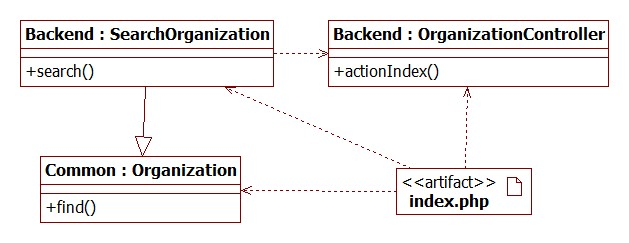 Backend : SearchOrganization
+search()
Backend : OrganizationController
+actionIndex()
Common : Organization
+find()
<<artifact>>
index.php